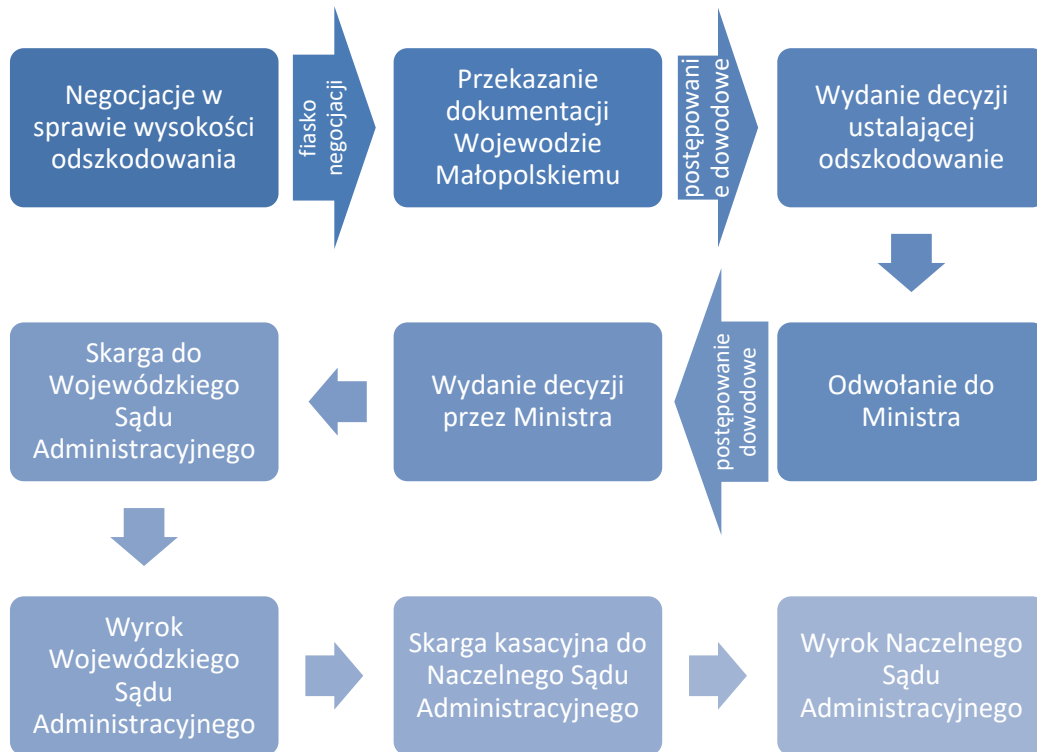 Negocjacje w
sprawie wysokości
odszkodowania
fiasko
negocjacji
Przekazanie
dokumentacji
Wojewodzie
Małopolskiemu
postępowani
e dowodowe
Wydanie decyzji
ustalającej
odszkodowanie
Odwołanie do
Ministra
postępowanie
dowodowe
Wydanie decyzji
przez Ministra
Skarga do
Wojewódzkiego
Sądu
Administracyjnego
Wyrok
Wojewódzkiego
Sądu
Administracyjnego
Skarga kasacyjna do
Naczelnego Sądu
Administracyjnego
Wyrok Naczelnego
Sądu
Administracyjnego